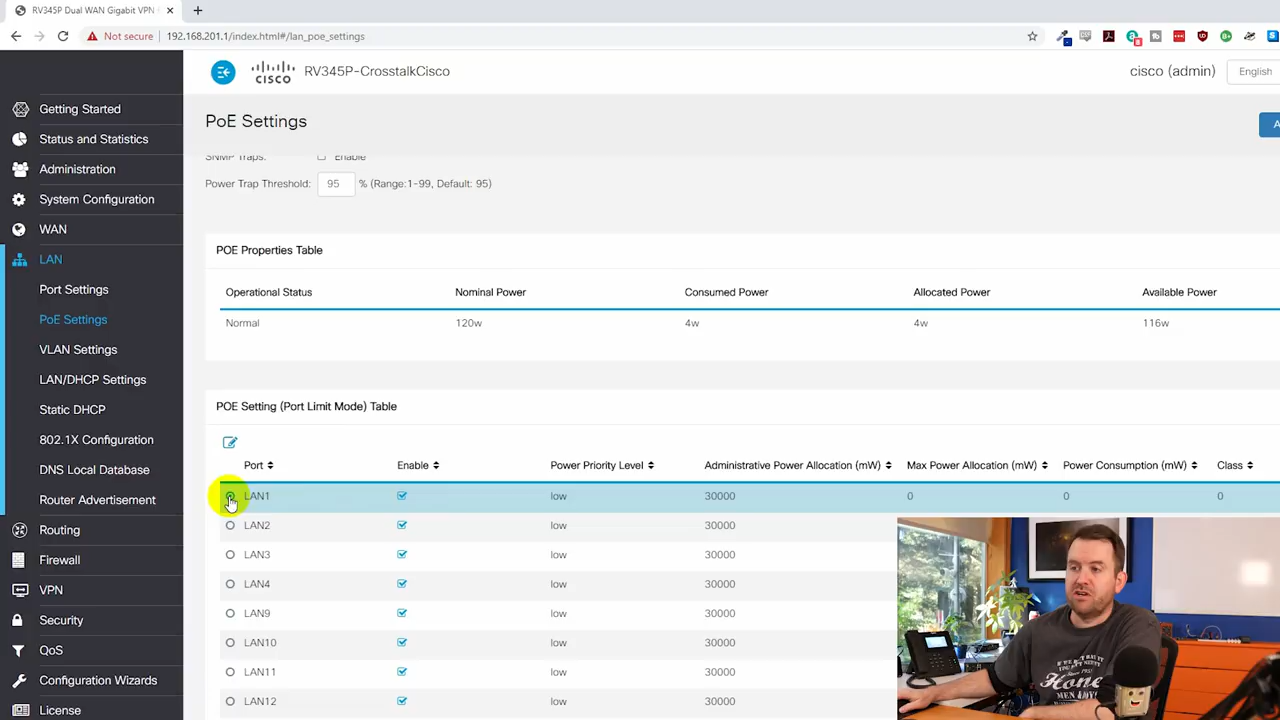 RV345P Dual WAN Gigabit VPN
Not secure | 192.168.201.1/index.html#/lan_poe_settings
CISCO RV345P-CrosstalkCisco
cisco (admin) English
Getting Started
Status and Statistics
Administration
System Configuration
WAN
LAN
Port Settings
PoE Settings
VLAN Settings
LAN/DHCP Settings
Static DHCP
802.1X Configuration
DNS Local Database
Router Advertisement
Routing
Firewall
VPN
Security
QoS
Configuration Wizards
License
PoE Settings
SNMP Traps: Enable
Power Trap Threshold: 95 % (Range:1-99, Default: 95)
POE Properties Table
Operational Status Nominal Power Consumed Power Allocated Power Available Power
Normal 120w 4w 4w 116w
POE Setting (Port Limit Mode) Table
Port Enable Power Priority Level Administrative Power Allocation (mW) Max Power Allocation (mW) Power Consumption (mW) Class
LAN1 low 30000 0 0 0
LAN2 low 30000
LAN3 low 30000
LAN4 low 30000
LAN9 low 30000
LAN10 low 30000
LAN11 low 30000
LAN12 low 30000